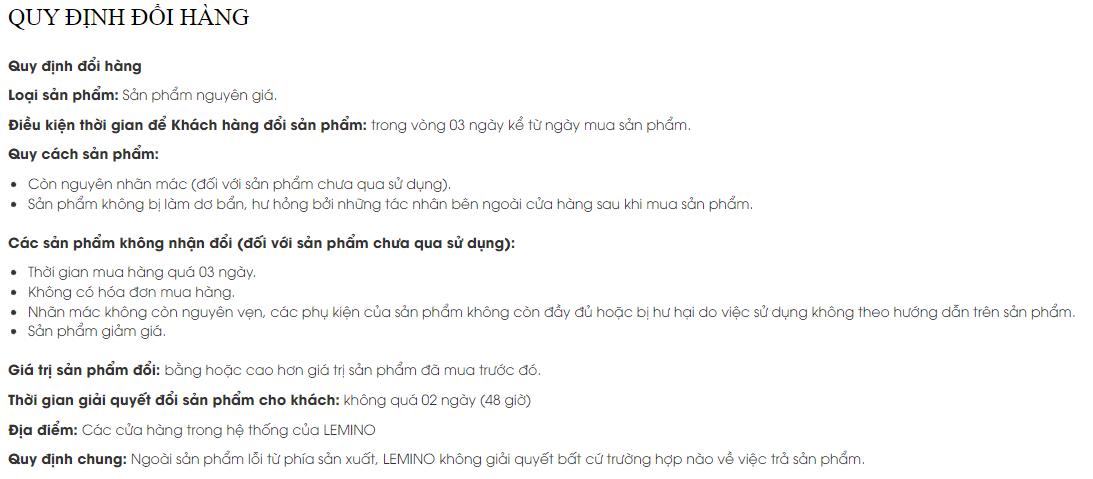 QUY ĐỊNH ĐỔI HÀNG
Quy định đổi hàng
Loại sản phẩm: Sản phẩm nguyên giá.
Điều kiện thời gian để Khách hàng đổi sản phẩm: trong vòng 03 ngày kể từ ngày mua sản phẩm.
Quy cách sản phẩm:
• Còn nguyên nhãn mác (đối với sản phẩm chưa qua sử dụng).
• Sản phẩm không bị làm dơ bẩn, hư hỏng bởi những tác nhân bên ngoài cửa hàng sau khi mua sản phẩm.
Các sản phẩm không nhận đổi (đối với sản phẩm chưa qua sử dụng):
• Thời gian mua hàng quá 03 ngày.
• Không có hóa đơn mua hàng.
• Nhãn mác không còn nguyên vẹn, các phụ kiện của sản phẩm không còn đầy đủ hoặc bị hư hại do việc sử dụng không theo hướng dẫn trên sản phẩm.
• Sản phẩm giảm giá.
Giá trị sản phẩm đổi: bằng hoặc cao hơn giá trị sản phẩm đã mua trước đó.
Thời gian giải quyết đổi sản phẩm cho khách: không quá 02 ngày (48 giờ)
Địa điểm: Các cửa hàng trong hệ thống của LEMINO
Quy định chung: Ngoài sản phẩm lỗi từ phía sản xuất, LEMINO không giải quyết bất cứ trường hợp nào về việc trả sản phẩm.